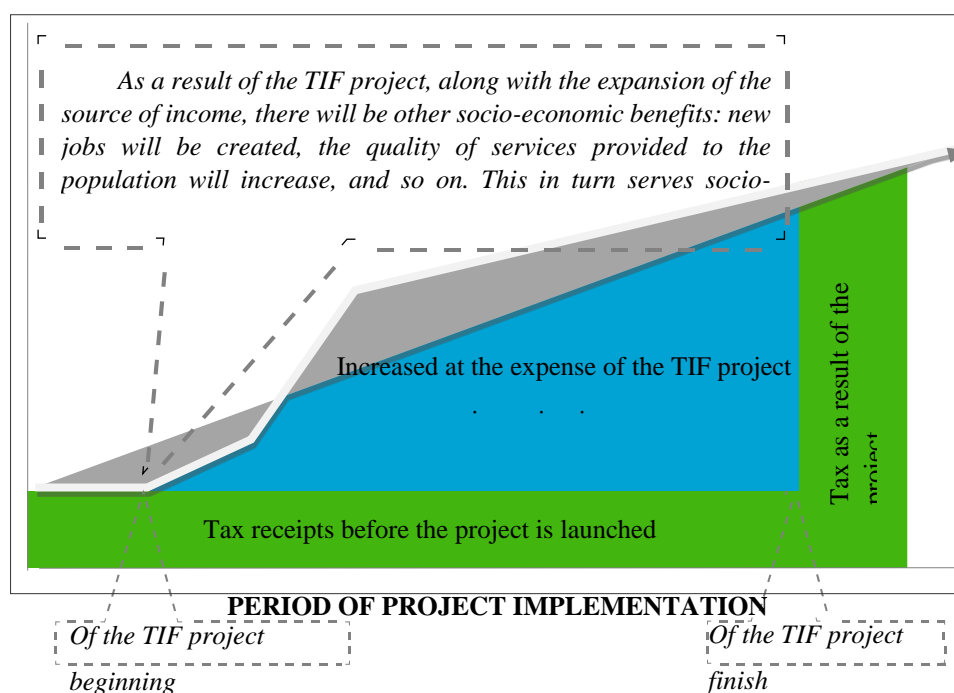 As a result of the TIF project, along with the expansion of the
source of income, there will be other socio-economic benefits: new
jobs will be created, the quality of services provided to the
population will increase, and so on. This in turn serves socio-
Increased at the expense of the TIF project
. . .
Tax as a result of the
project
Tax receipts before the project is launched
PERIOD OF PROJECT IMPLEMENTATION
Of the TIF project
beginning
Of the TIF project
finish